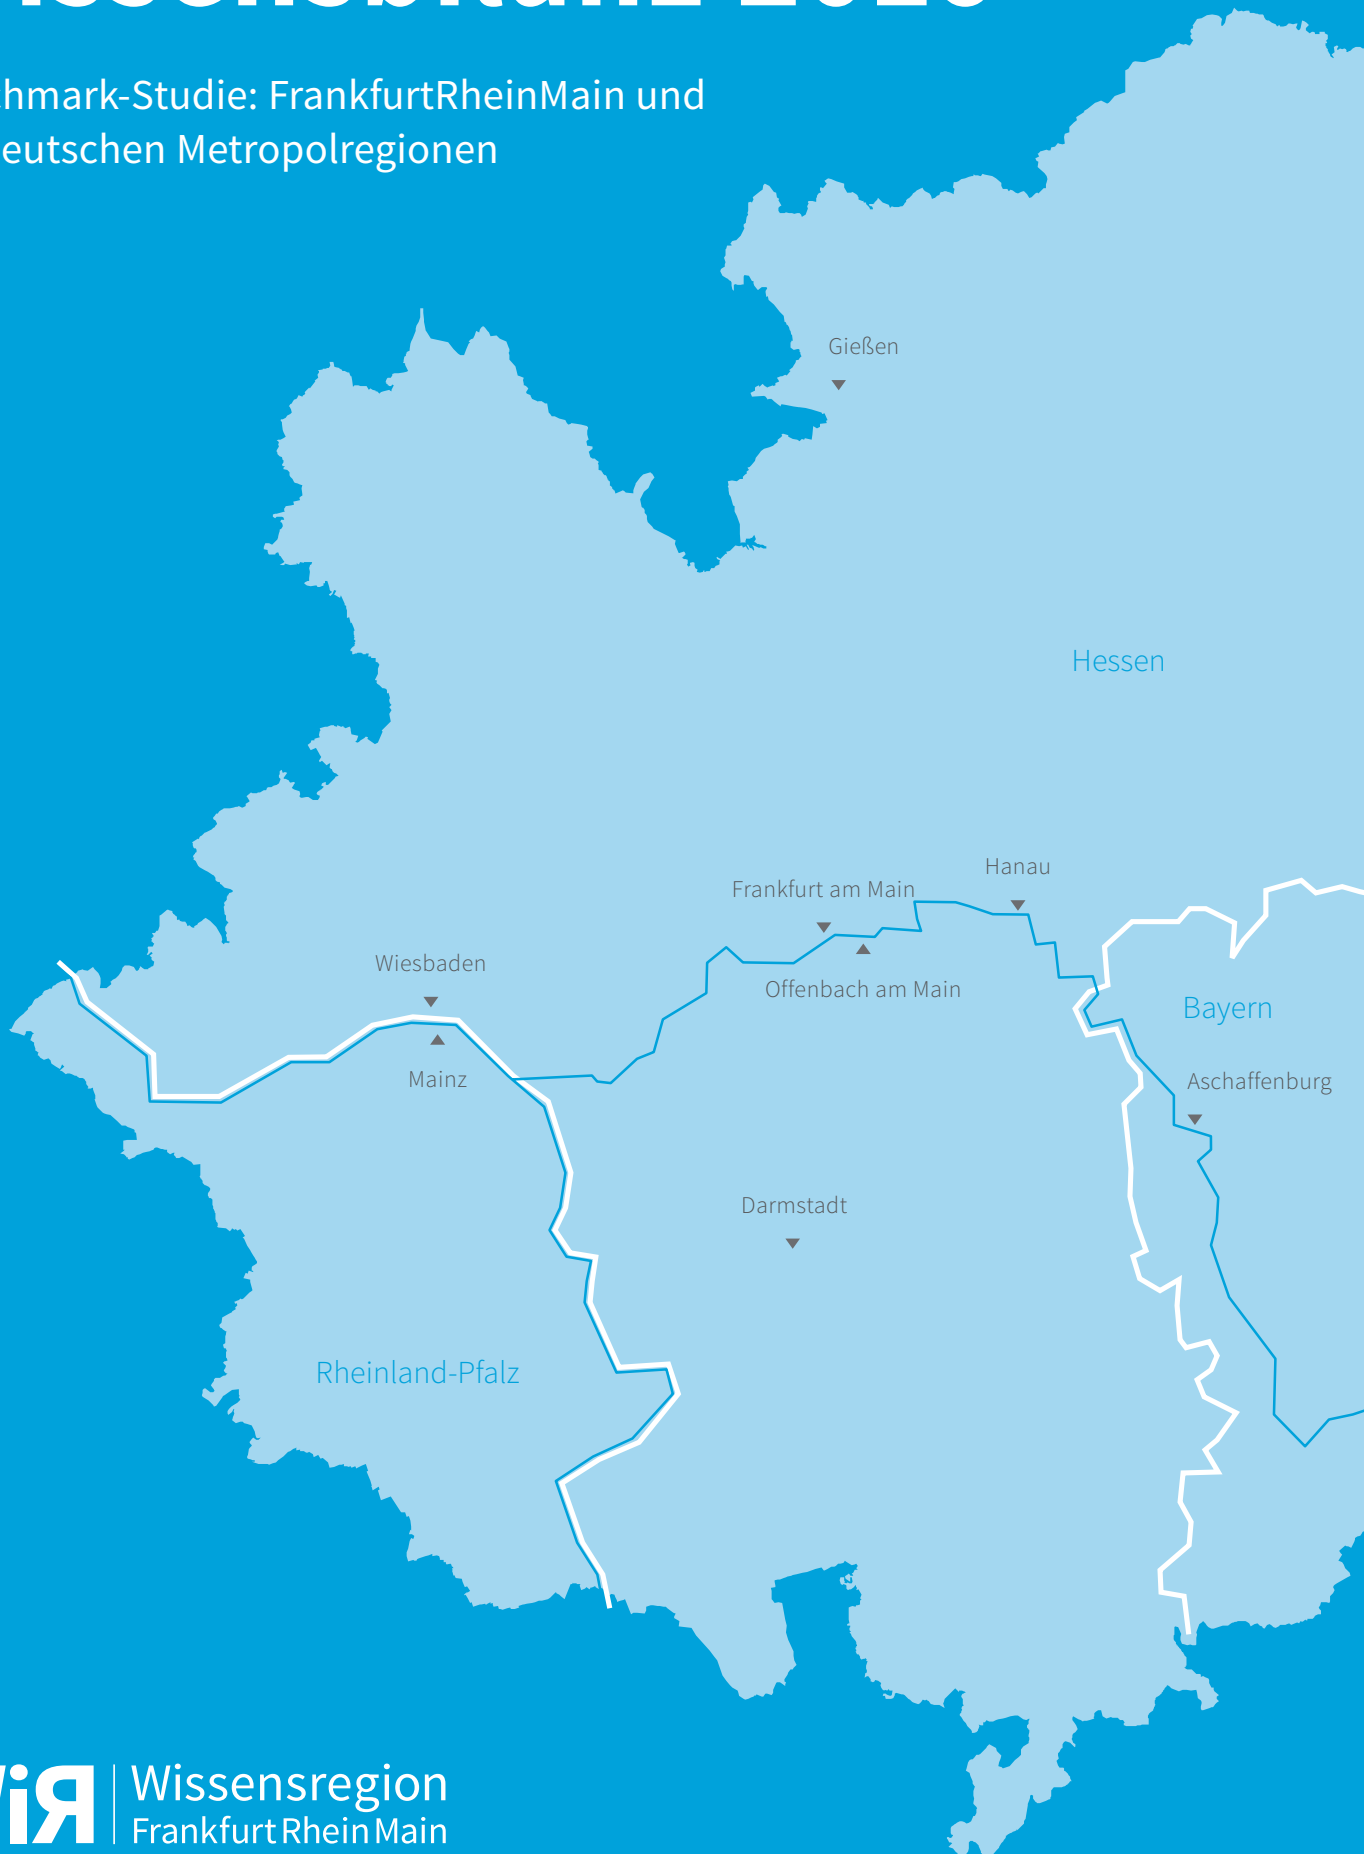 hmark-Studie: FrankfurtRheinMain und
eutschen Metropolregionen
Gießen
Hessen
Hanau
Frankfurt am Main
Wiesbaden
Offenbach am Main
Bayern
Mainz
Aschaffenburg
Darmstadt
Rheinland-Pfalz
iR
Wissensregion
FrankfurtRheinMain